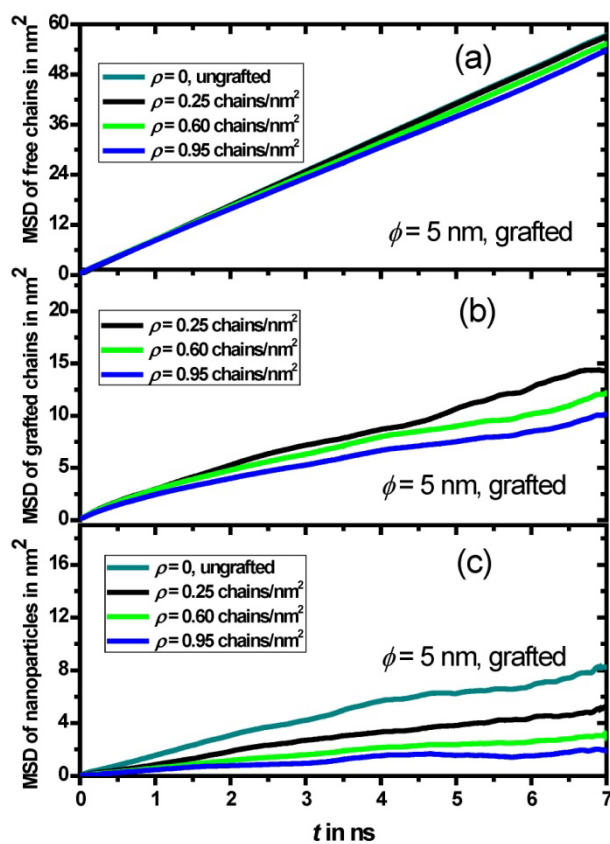 60
(a)
ρ = 0, ungrafted
48
ρ = 0.25 chains/nm²
ρ = 0.60 chains/nm²
36
ρ = 0.95 chains/nm²
24
12
ϕ = 5 nm, grafted
0
MSD of free chains in nm²
20
(b)
ρ = 0.25 chains/nm²
15
ρ = 0.60 chains/nm²
ρ = 0.95 chains/nm²
10
5
ϕ = 5 nm, grafted
0
MSD of grafted chains in nm²
16
(c)
ρ = 0, ungrafted
12
ρ = 0.25 chains/nm²
ρ = 0.60 chains/nm²
ρ = 0.95 chains/nm²
8
ϕ = 5 nm, grafted
4
0
MSD of nanoparticles in nm²
0 1 2 3 4 5 6 7
t in ns